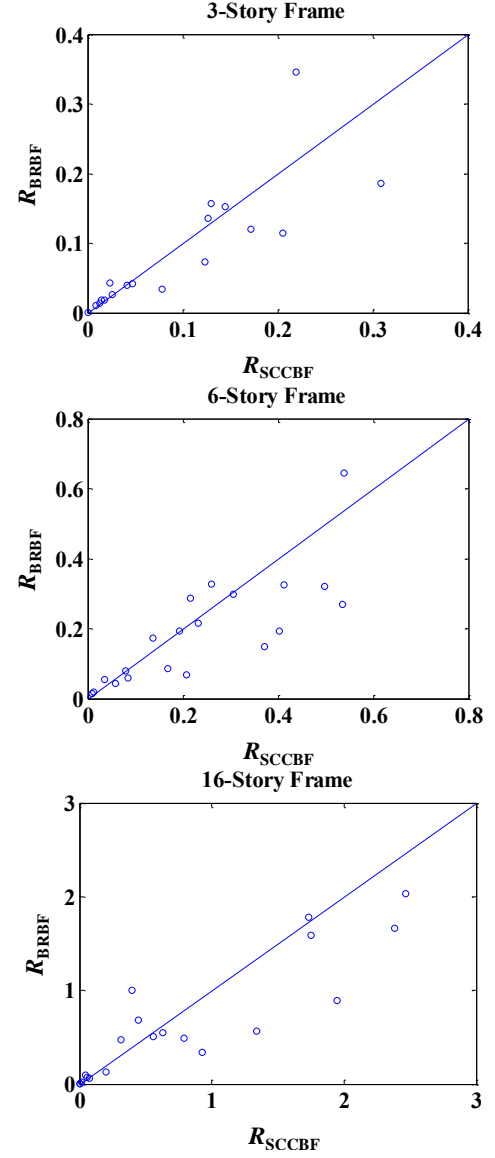 3-Story Frame
0.4
0.3
0.2
0.1
0
0 0.1 0.2 0.3 0.4
R_BRBF
R_SCCBF
6-Story Frame
0.8
0.6
0.4
0.2
0
0 0.2 0.4 0.6 0.8
R_BRBF
R_SCCBF
16-Story Frame
3
2
1
0
0 1 2 3
R_BRBF
R_SCCBF